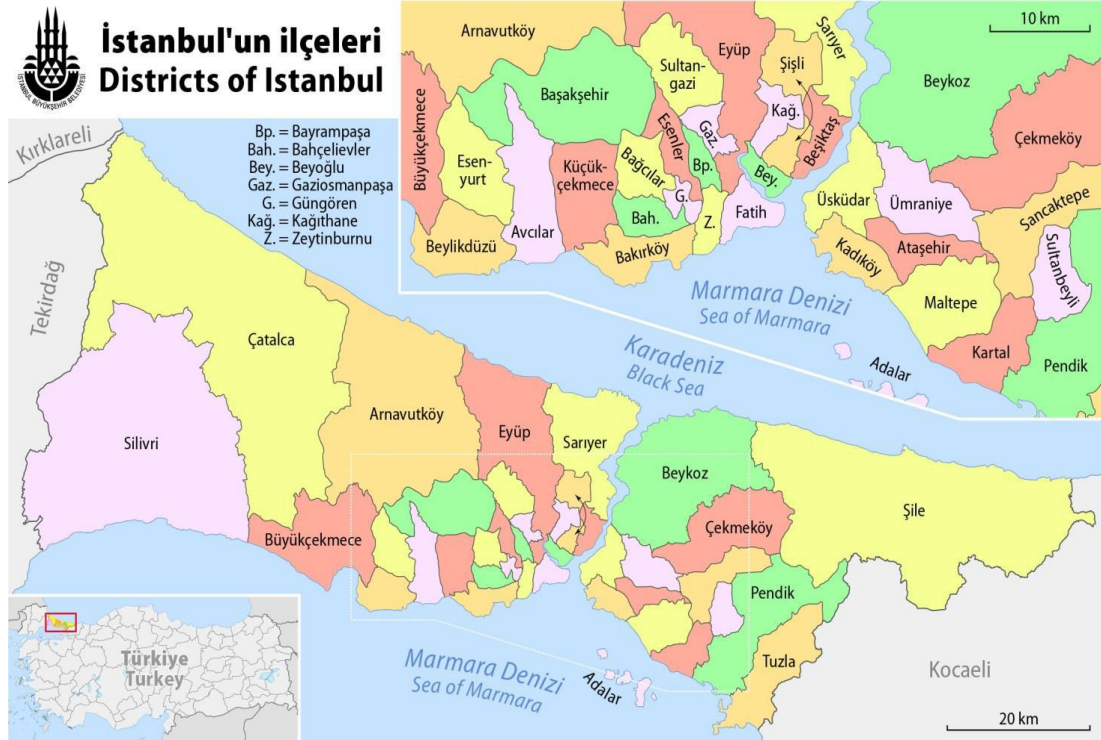 İSTANBUL BÜYÜKŞEHİR BELEDİYESİ
İstanbul'un ilçeleri
Districts of Istanbul
Bp. = Bayrampaşa
Bah. = Bahçelievler
Bey. = Beyoğlu
Gaz. = Gaziosmanpaşa
G. = Güngören
Kağ. = Kağıthane
Z. = Zeytinburnu
10 km
Arnavutköy
Eyüp
Sarıyer
Şişli
Sultan-
gazi
Beykoz
Başakşehir
Kağ.
Büyükçekmece
Gaz.
Esenler
Beşiktaş
Çekmeköy
Esen-
yurt
Küçük-
çekmece
Bağcılar
Bp.
Bey.
G.
Üsküdar
Ümraniye
Sancaktepe
Avcılar
Bah.
Z.
Fatih
Beylikdüzü
Bakırköy
Kadıköy
Ataşehir
Sultanbeyli
Marmara Denizi
Sea of Marmara
Maltepe
Kartal
Pendik
Adalar
Kırklareli
Tekirdağ
Karadeniz
Black Sea
Çatalca
Silivri
Arnavutköy
Eyüp
Sarıyer
Beykoz
Şile
Büyükçekmece
Çekmeköy
Pendik
Tuzla
Marmara Denizi
Sea of Marmara
Adalar
Kocaeli
Türkiye
Turkey
20 km